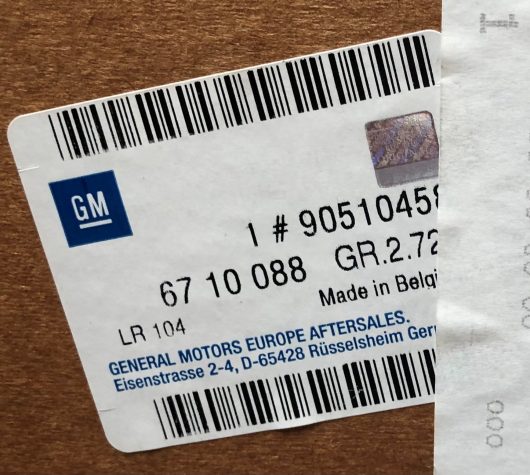 GM
1 # 9051045
67 10 088 GR.2.72
Made in Belgi
LR 104
GENERAL MOTORS EUROPE AFTERSALES.
Eisenstrasse 2-4, D-65428 Rüsselsheim Ger
000